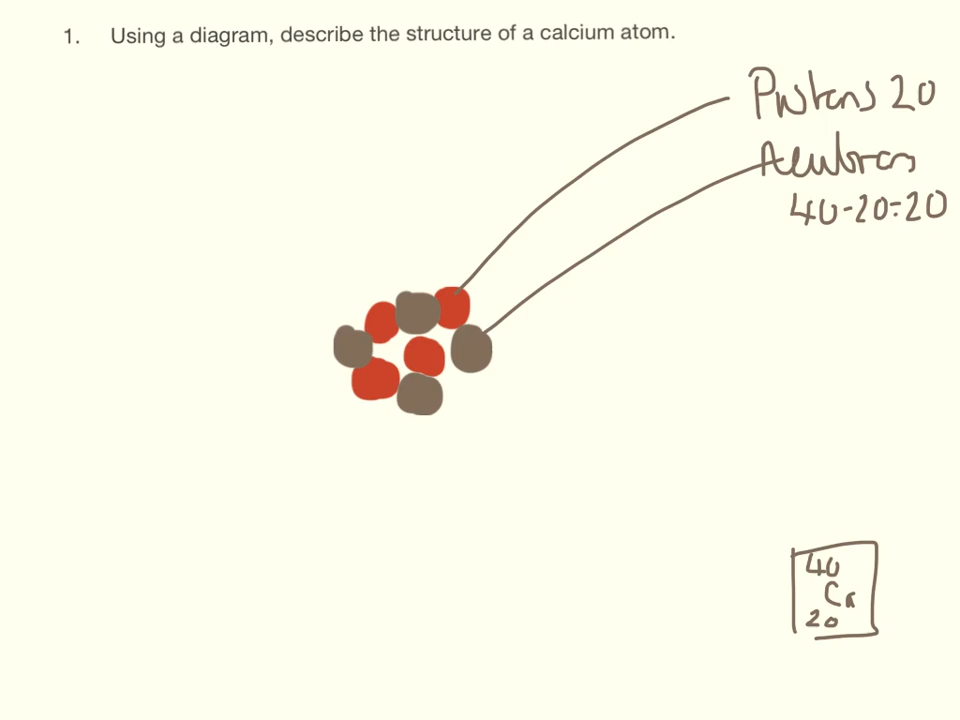 1. Using a diagram, describe the structure of a calcium atom.
Protons 20
Neutrons
40-20=20
40
Ca
20